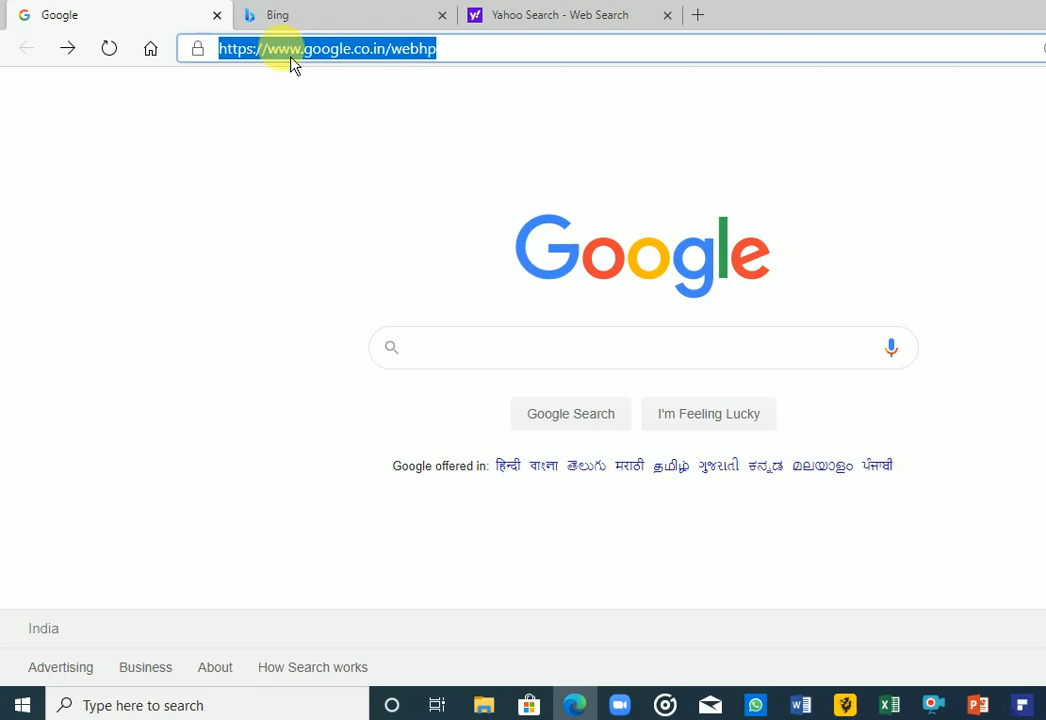 Google
Bing
Yahoo Search - Web Search
https://www.google.co.in/webhp
Google
Google Search
I'm Feeling Lucky
Google offered in: हिन्दी বাংলা తెలుగు मराठी தமிழ் ગુજરાતી ಕನ್ನಡ മലയാളം ਪੰਜਾਬੀ
India
Advertising Business About How Search works
Type here to search